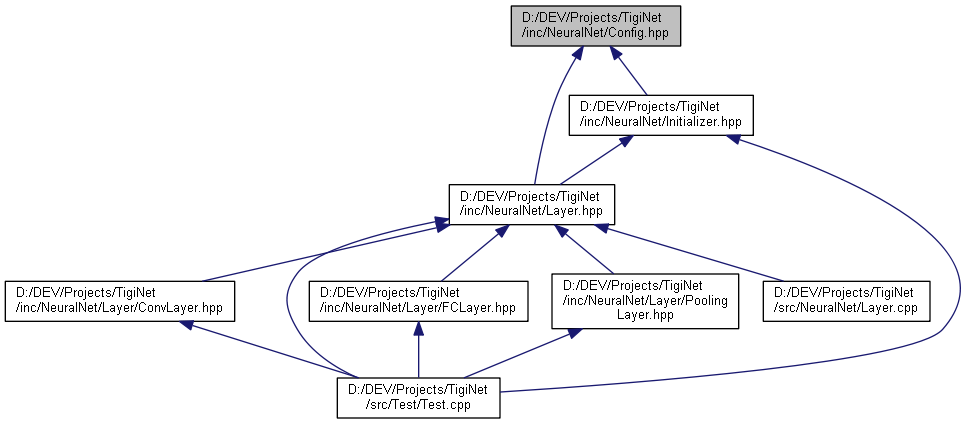 D:/DEV/Projects/TigiNet
/inc/NeuralNet/Config.hpp
D:/DEV/Projects/TigiNet
/inc/NeuralNet/Initializer.hpp
D:/DEV/Projects/TigiNet
/inc/NeuralNet/Layer.hpp
D:/DEV/Projects/TigiNet
/inc/NeuralNet/Layer/ConvLayer.hpp
D:/DEV/Projects/TigiNet
/inc/NeuralNet/Layer/FCLayer.hpp
D:/DEV/Projects/TigiNet
/inc/NeuralNet/Layer/Pooling
Layer.hpp
D:/DEV/Projects/TigiNet
/src/NeuralNet/Layer.cpp
D:/DEV/Projects/TigiNet
/src/Test/Test.cpp